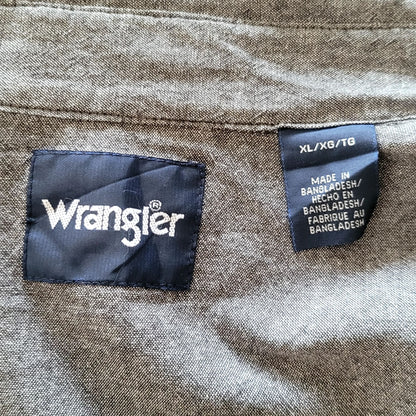 Wrangler®
XL/XG/TG
MADE IN
BANGLADESH/
HECHO EN
BANGLADESH/
FABRIQUE AU
BANGLADESH